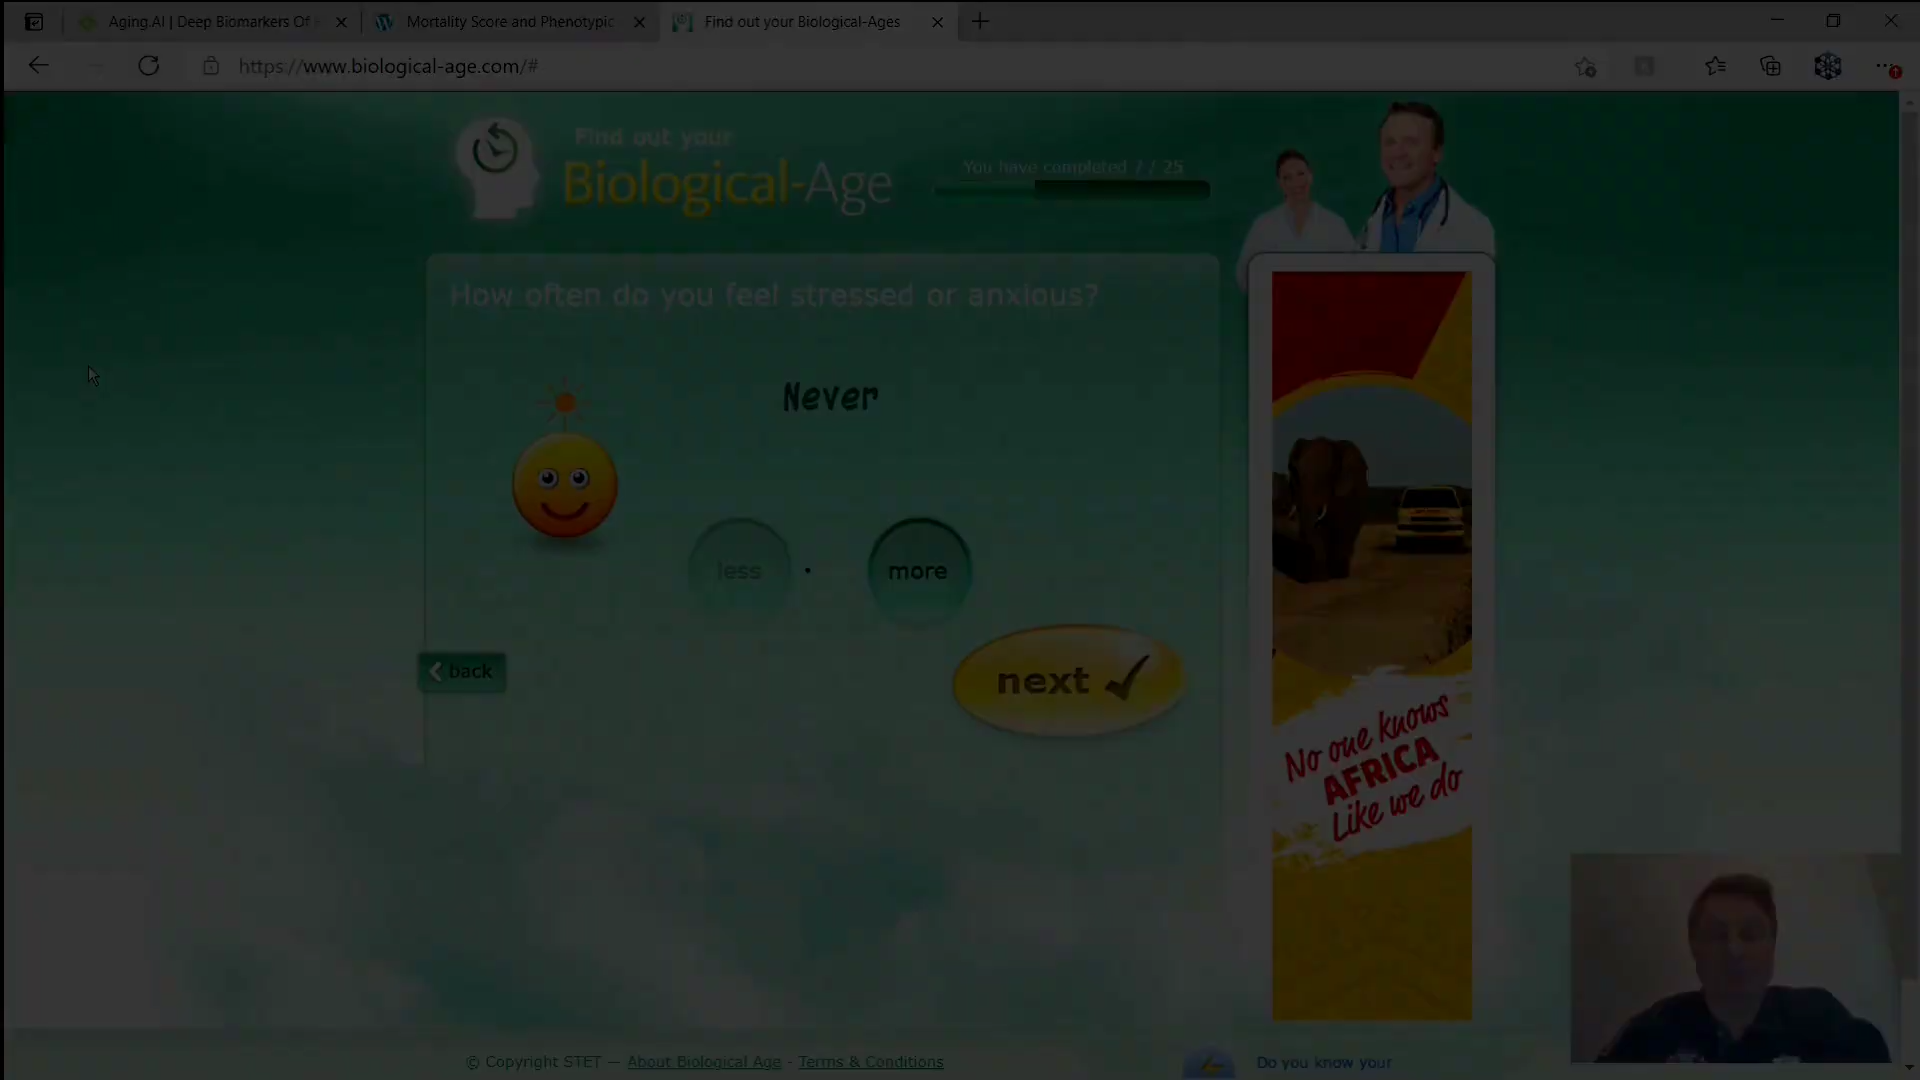 Aging.AI | Deep Biomarkers Of
Mortality Score and Phenotypic
Find out your Biological-Ages
https://www.biological-age.com/#
Find out your
Biological-Age
You have completed 7 / 25
How often do you feel stressed or anxious?
Never
less
more
back
next
No one knows
AFRICA
Like we do
© Copyright STET — About Biological Age - Terms & Conditions
Do you know your